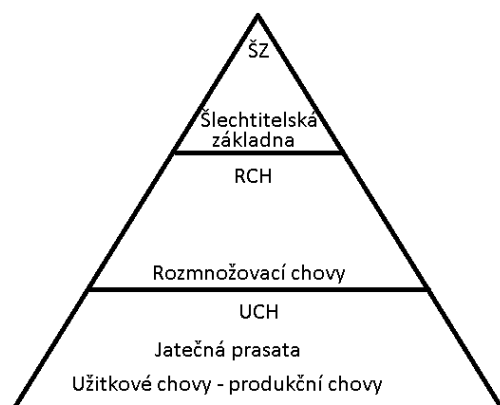 ŠZ
Šlechtitelská
základna
RCH
Rozmnožovací chovy
UCH
Jatečná prasata
Užitkové chovy - produkční chovy